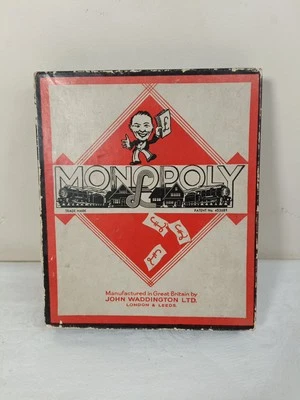 MONOPOLY
TRADE MARK
PATENT No.
Manufactured in Great Britain by
JOHN WADDINGTON LTD.
LONDON & LEEDS.